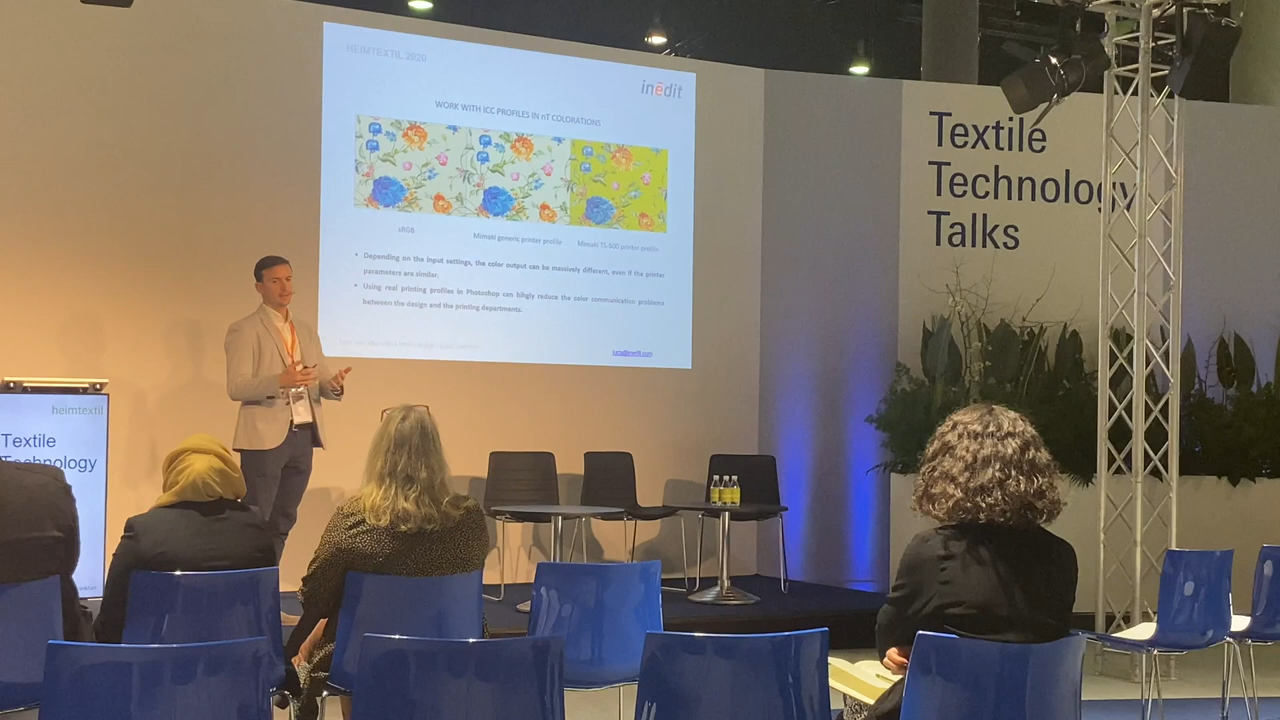 HEIMTEXTIL 2020
inēdit
WORK WITH ICC PROFILES IN nT COLORATIONS
sRGB
Mimaki generic printer profile
Mimaki TS-500 printer profile
• Depending on the input settings, the color output can be massively different, even if the printer
parameters are similar.
• Using real printing profiles in Photoshop can hihgly reduce the color communication problems
between the design and the printing departments.
Textile
Technology
Talks
heimtextil
Textile
Technology